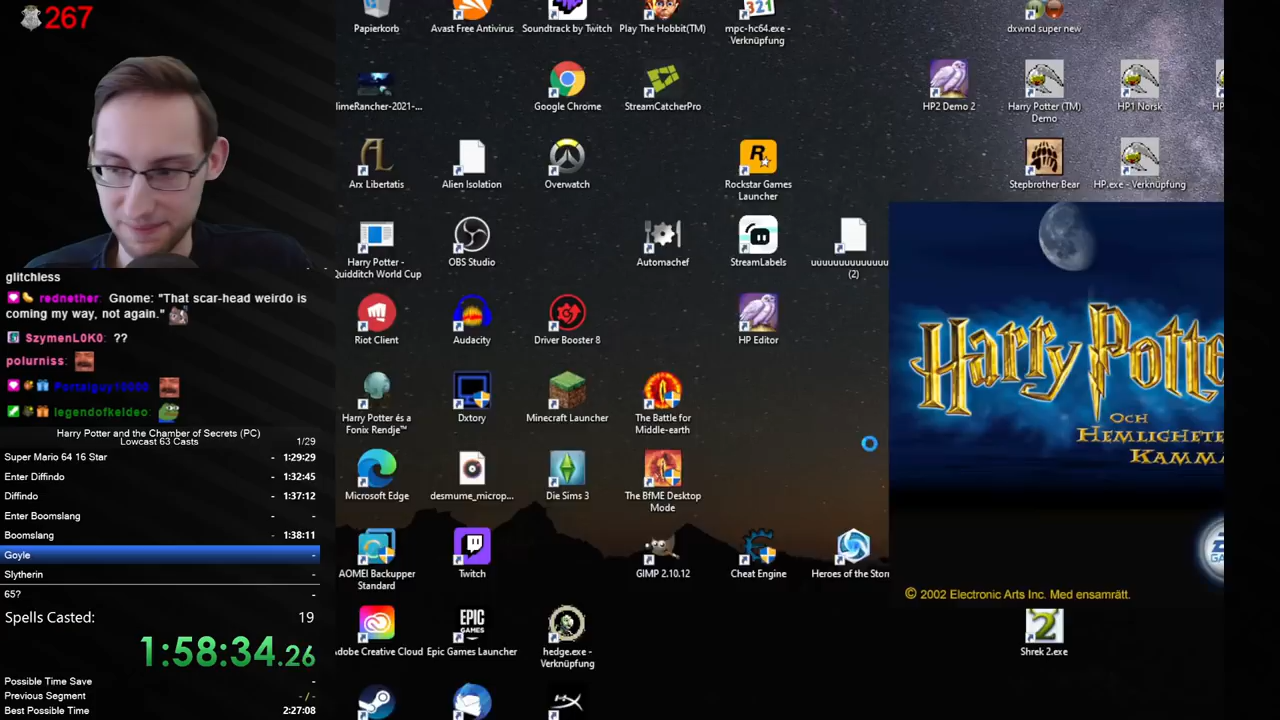 267
glitchless
rednether: Gnome: "That scar-head weirdo is
coming my way, not again."
SzymenL0K0: ??
polurniss:
legendofkeldeo:
Harry Potter and the Chamber of Secrets (PC)
Lowcast 63 Casts 1/29
Super Mario 64 16 Star - 1:29:29
Enter Diffindo - 1:32:45
Diffindo - 1:37:12
Enter Boomslang - -
Boomslang - 1:38:11
Goyle -
Slytherin -
65? -
Spells Casted: 19
1:58:34.26
Possible Time Save -
Previous Segment - / -
Best Possible Time 2:27:08
Papierkorb
Avast Free Antivirus
Soundtrack by Twitch
Play The Hobbit(TM)
321
mpc-hc64.exe -
Verknüpfung
dxwnd super new
limeRancher-2021-...
Google Chrome
StreamCatcherPro
HP2 Demo 2
Harry Potter (TM)
Demo
HP1 Norsk
HP
Arx Libertatis
Alien Isolation
Overwatch
R
Rockstar Games
Launcher
Stepbrother Bear
HP.exe - Verknüpfung
Harry Potter -
Quidditch World Cup
OBS Studio
Automachef
StreamLabels
(2)
Riot Client
Audacity
Driver Booster 8
HP Editor
Harry Potter és a
Fonix Rendje™
Dxtory
Minecraft Launcher
The Battle for
Middle-earth
Microsoft Edge
desmume_microp...
Die Sims 3
The BfME Desktop
Mode
AOMEI Backupper
Standard
Twitch
GIMP 2.10.12
Cheat Engine
Heroes of the Storm
Adobe Creative Cloud
EPIC
GAMES
Epic Games Launcher
hedge.exe -
Verknüpfung
2
Shrek 2.exe
Harry Potte
OCH
HEMLIGHETE
KAMMA
© 2002 Electronic Arts Inc. Med ensamrätt.